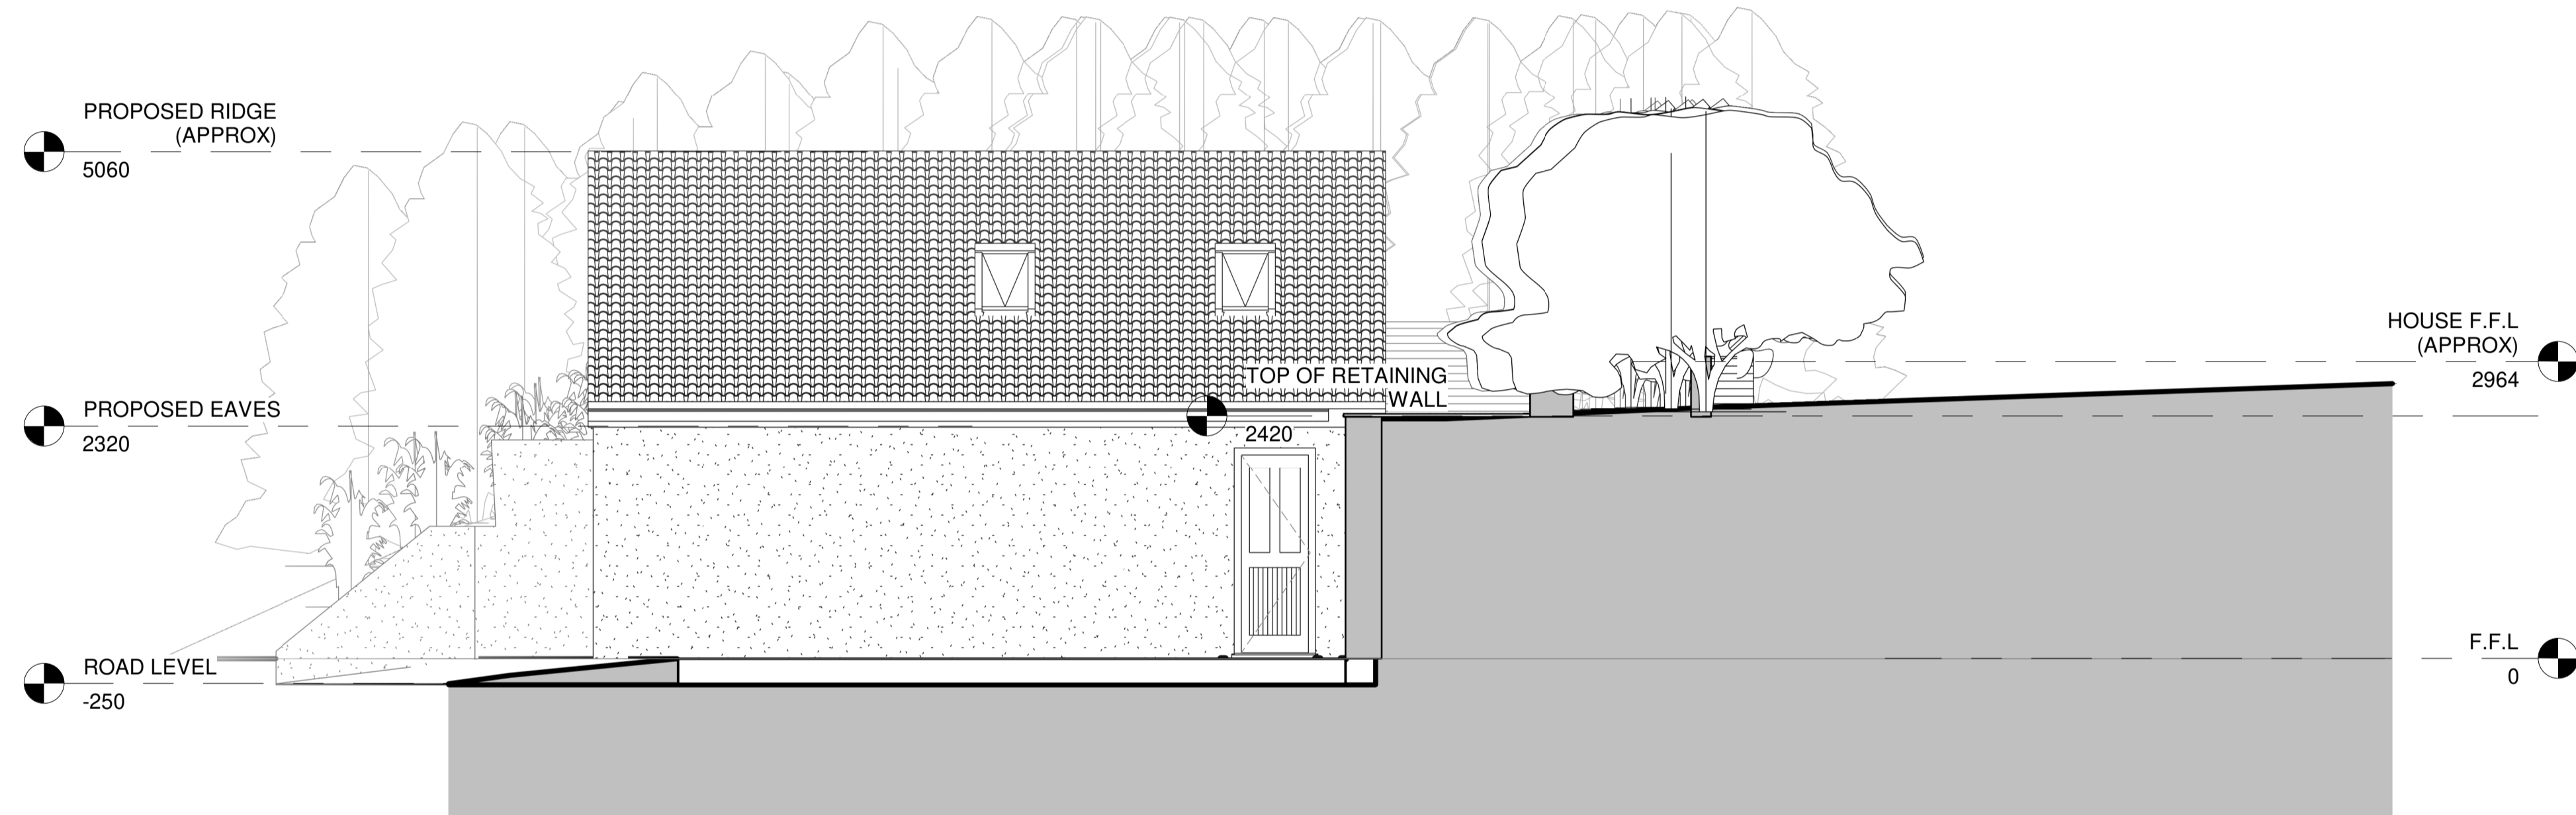 PROPOSED RIDGE
(APPROX)
5060
PROPOSED EAVES
2320
ROAD LEVEL
-250
TOP OF RETAINING
WALL
2420
HOUSE F.F.L
(APPROX)
2964
F.F.L
0